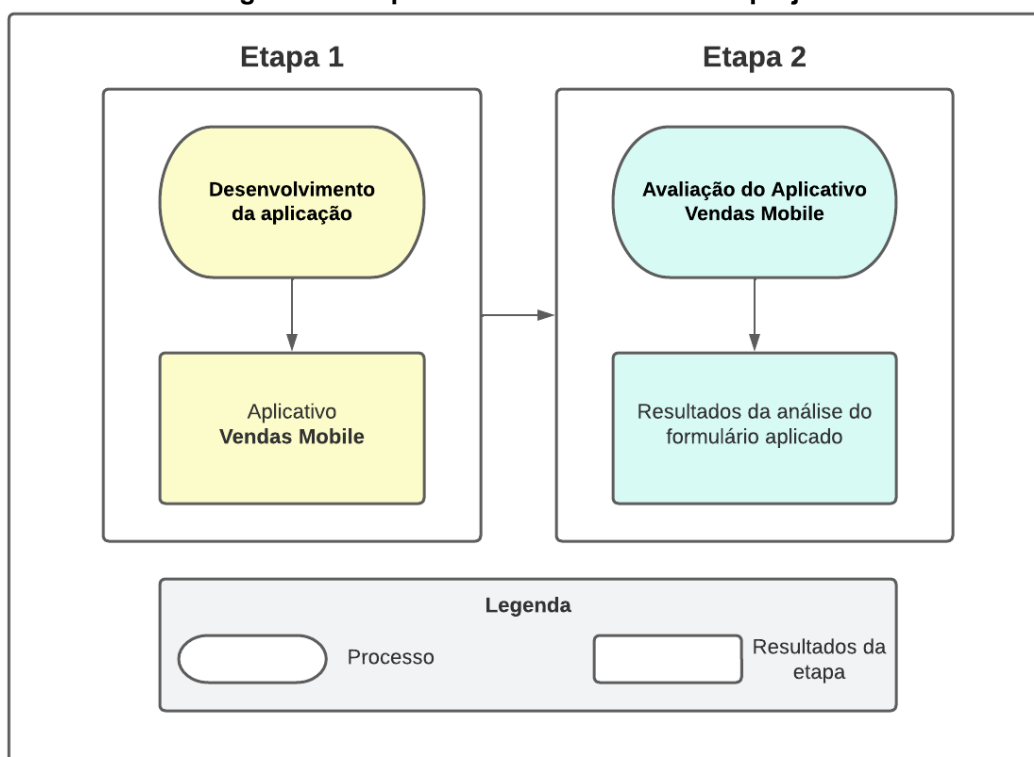 Etapa 1
Etapa 2
Desenvolvimento
da aplicação
Avaliação do Aplicativo
Vendas Mobile
Aplicativo
Vendas Mobile
Resultados da análise do
formulário aplicado
Legenda
Processo
Resultados da
etapa